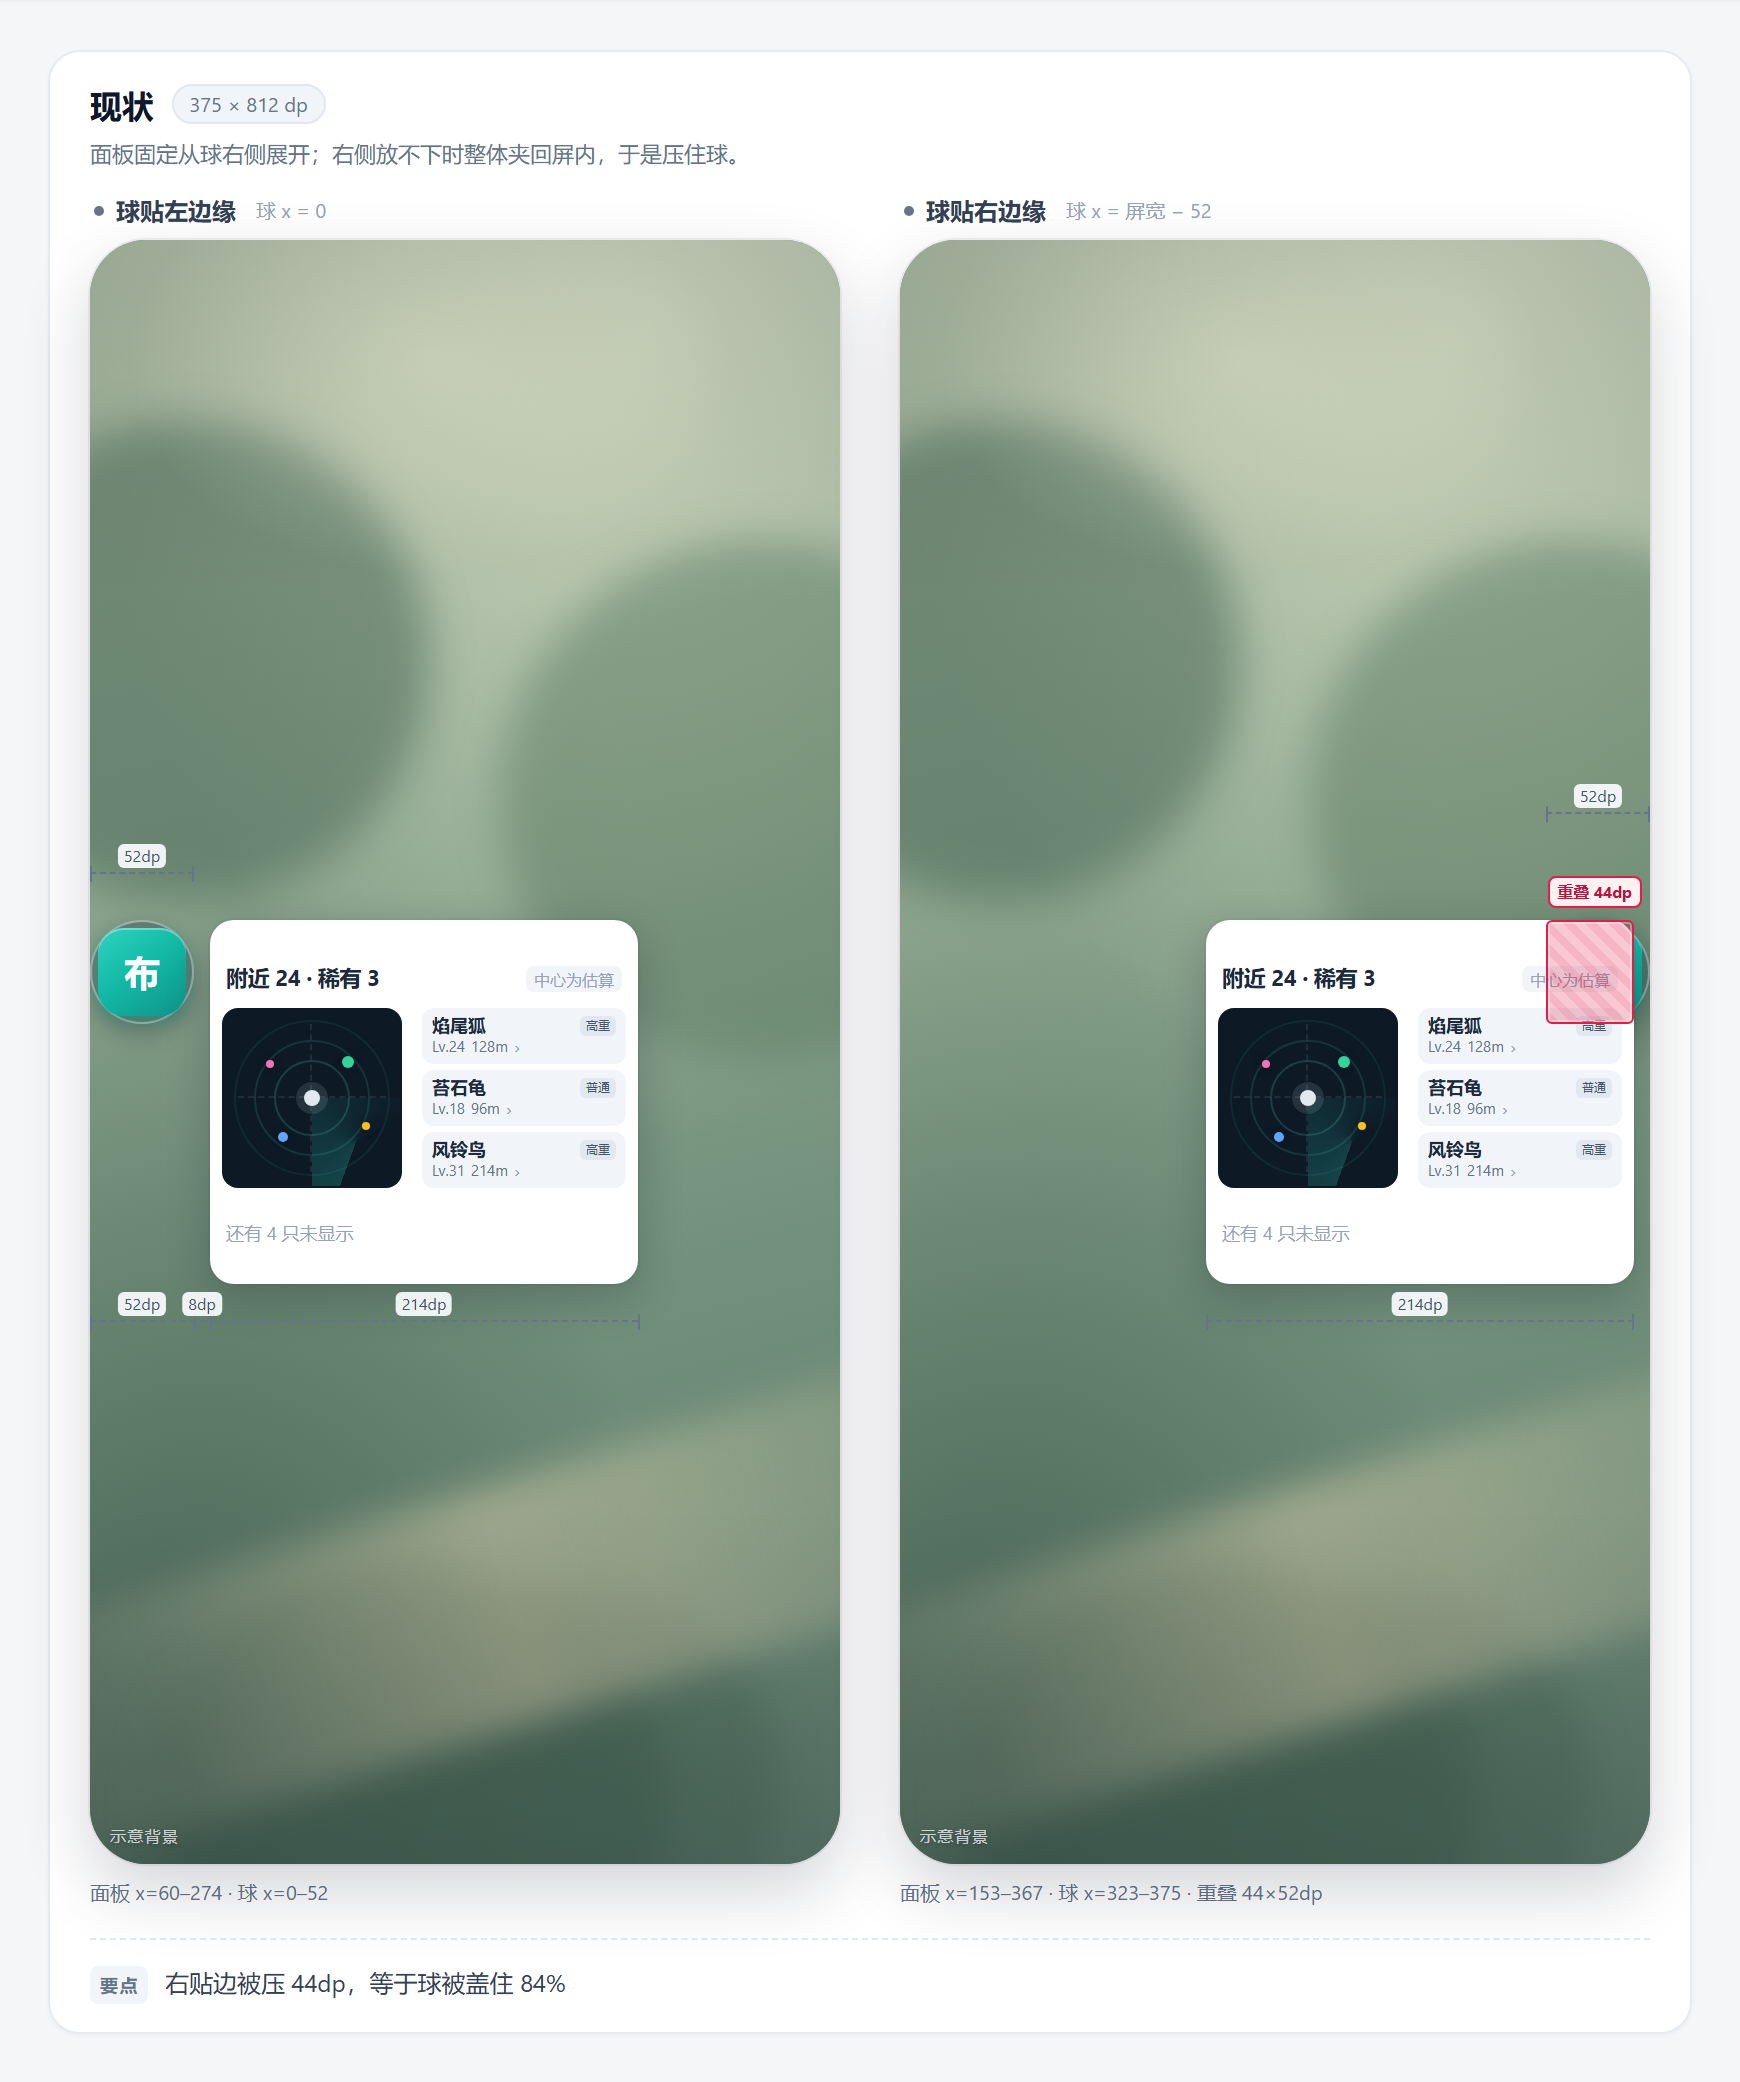 现状 375 × 812 dp
面板固定从球右侧展开；右侧放不下时整体夹回屏内，于是压住球。
球贴左边缘 球 x = 0
52dp
布
附近 24 · 稀有 3 中心为估算
焰尾狐 高重
Lv.24 128m ›
苔石龟 普通
Lv.18 96m ›
风铃鸟 高重
Lv.31 214m ›
还有 4 只未显示
52dp 8dp 214dp
示意背景
面板 x=60–274 · 球 x=0–52
球贴右边缘 球 x = 屏宽 − 52
52dp
重叠 44dp
附近 24 · 稀有 3 中心为估算
焰尾狐 高重
Lv.24 128m ›
苔石龟 普通
Lv.18 96m ›
风铃鸟 高重
Lv.31 214m ›
还有 4 只未显示
214dp
示意背景
面板 x=153–367 · 球 x=323–375 · 重叠 44×52dp
要点 右贴边被压 44dp，等于球被盖住 84%